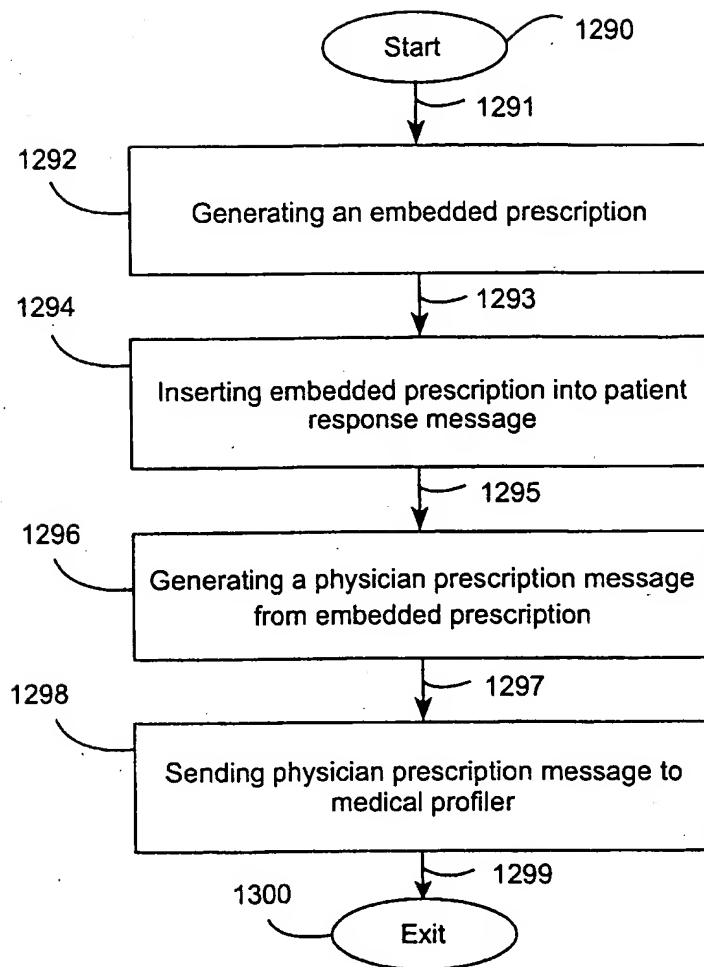 Start
1290
1291
1292
Generating an embedded prescription
1293
1294
Inserting embedded prescription into patient
response message
1295
1296
Generating a physician prescription message
from embedded prescription
1297
1298
Sending physician prescription message to
medical profiler
1299
1300
Exit